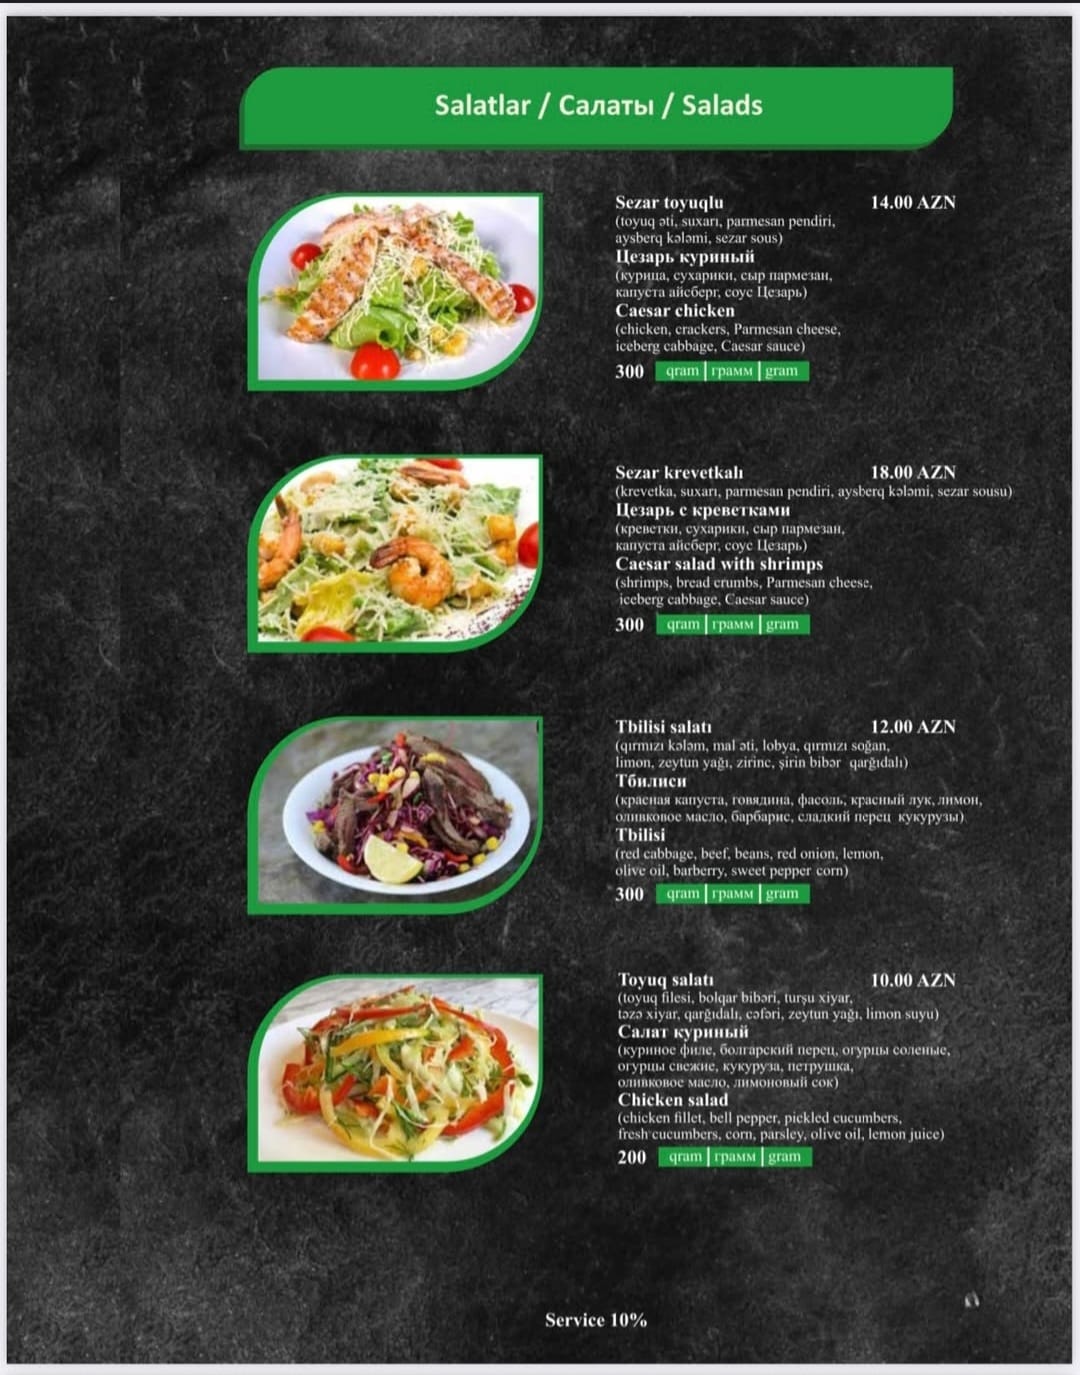 Salatlar / Салаты / Salads
Sezar toyuqlu 14.00 AZN
(toyuq əti, suxarı, parmesan pendiri,
aysberq kələmi, sezar sous)
Цезарь куриный
(курица, сухарики, сыр пармезан,
капуста айсберг, соус Цезарь)
Caesar chicken
(chicken, crackers, Parmesan cheese,
iceberg cabbage, Caesar sauce)
300 qram | грамм | gram
Sezar krevetkalı 18.00 AZN
(krevetka, suxarı, parmesan pendiri, aysberq kələmi, sezar sousu)
Цезарь с креветками
(креветки, сухарики, сыр пармезан,
капуста айсберг, соус Цезарь)
Caesar salad with shrimps
(shrimps, bread crumbs, Parmesan cheese,
iceberg cabbage, Caesar sauce)
300 qram | грамм | gram
Tbilisi salatı 12.00 AZN
(qırmızı kələm, mal əti, lobya, qırmızı soğan,
limon, zeytun yağı, zirinc, şirin bibər qarğıdalı)
Тбилиси
(красная капуста, говядина, фасоль, красный лук, лимон,
оливковое масло, барбарис, сладкий перец кукурузы)
Tbilisi
(red cabbage, beef, beans, red onion, lemon,
olive oil, barberry, sweet pepper corn)
300 qram | грамм | gram
Toyuq salatı 10.00 AZN
(toyuq filesi, bolqar bibəri, turşu xiyar,
təzə xiyar, qarğıdalı, cəfəri, zeytun yağı, limon suyu)
Салат куриный
(куриное филе, болгарский перец, огурцы соленые,
огурцы свежие, кукуруза, петрушка,
оливковое масло, лимоновый сок)
Chicken salad
(chicken fillet, bell pepper, pickled cucumbers,
fresh cucumbers, corn, parsley, olive oil, lemon juice)
200 qram | грамм | gram
Service 10%